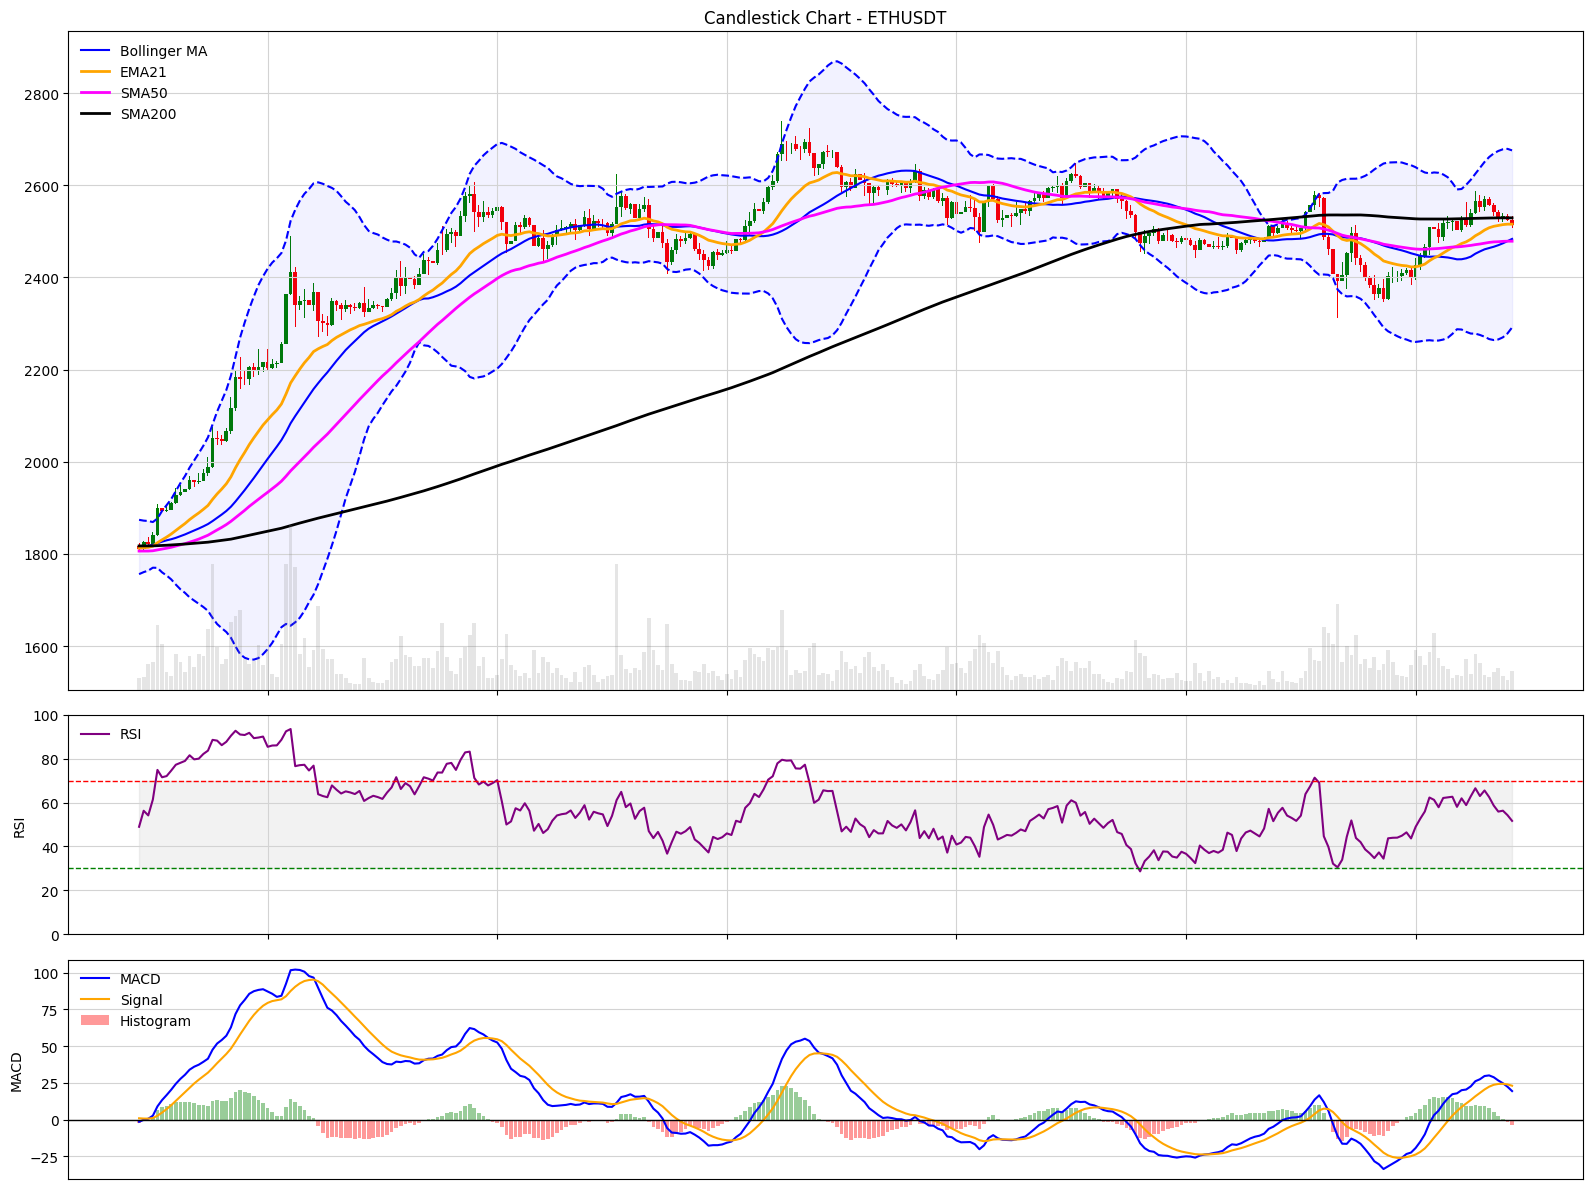 Candlestick Chart - ETHUSDT
Bollinger MA
EMA21
SMA50
SMA200
2800
2600
2400
2200
2000
1800
1600
RSI
100
80
60
40
20
0
RSI
MACD
Signal
Histogram
100
75
50
25
0
−25
MACD